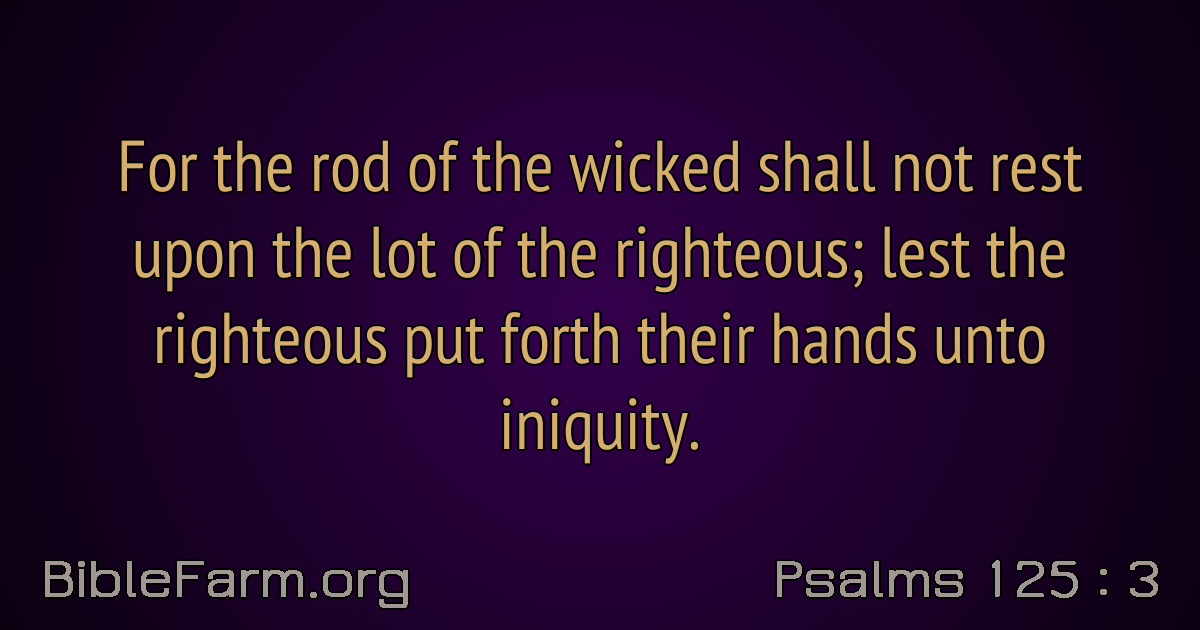 For the rod of the wicked shall not rest
upon the lot of the righteous; lest the
righteous put forth their hands unto
iniquity.
BibleFarm.org
Psalms 125 : 3